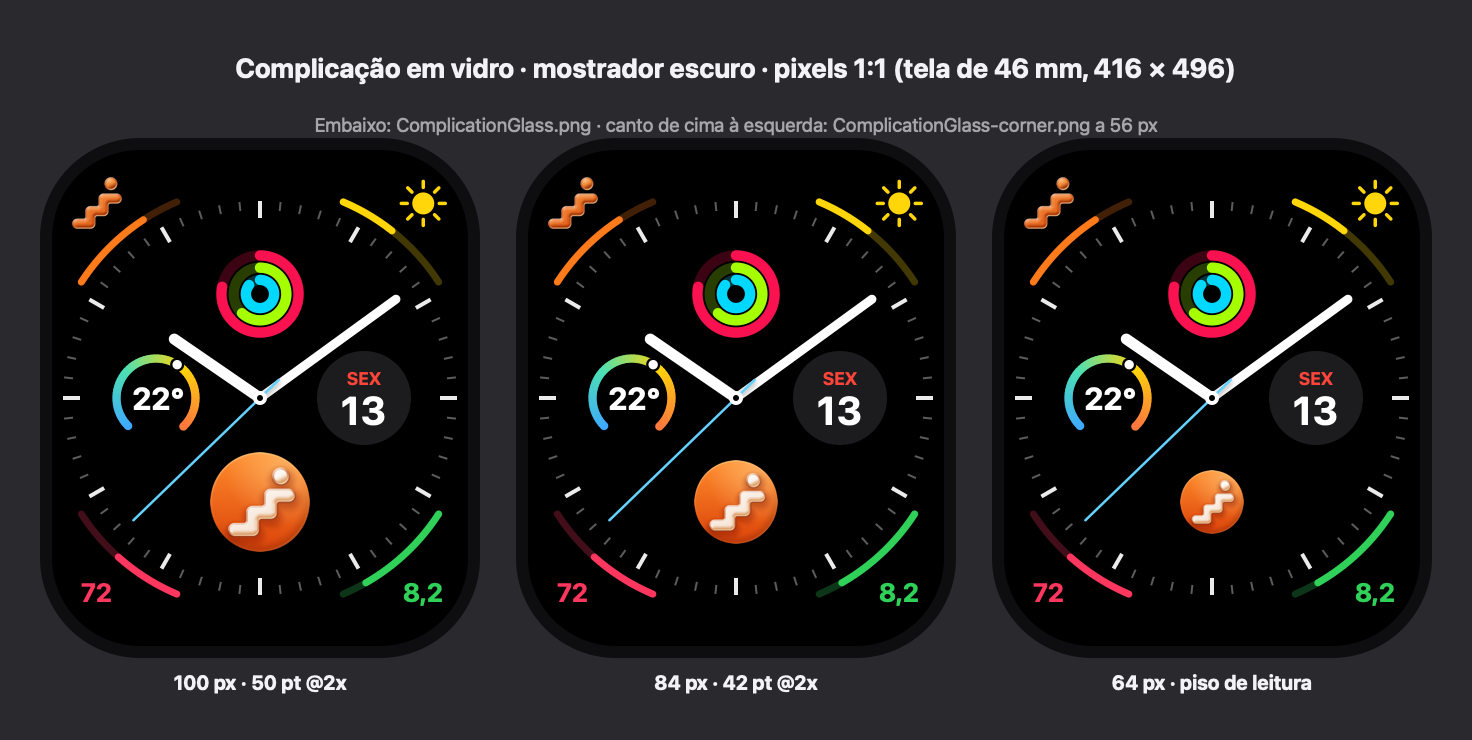 Complicação em vidro · mostrador escuro · pixels 1:1 (tela de 46 mm, 416 × 496)
Embaixo: ComplicationGlass.png · canto de cima à esquerda: ComplicationGlass-corner.png a 56 px
22°
SEX
13
72
8,2
22°
SEX
13
72
8,2
22°
SEX
13
72
8,2
100 px · 50 pt @2x
84 px · 42 pt @2x
64 px · piso de leitura